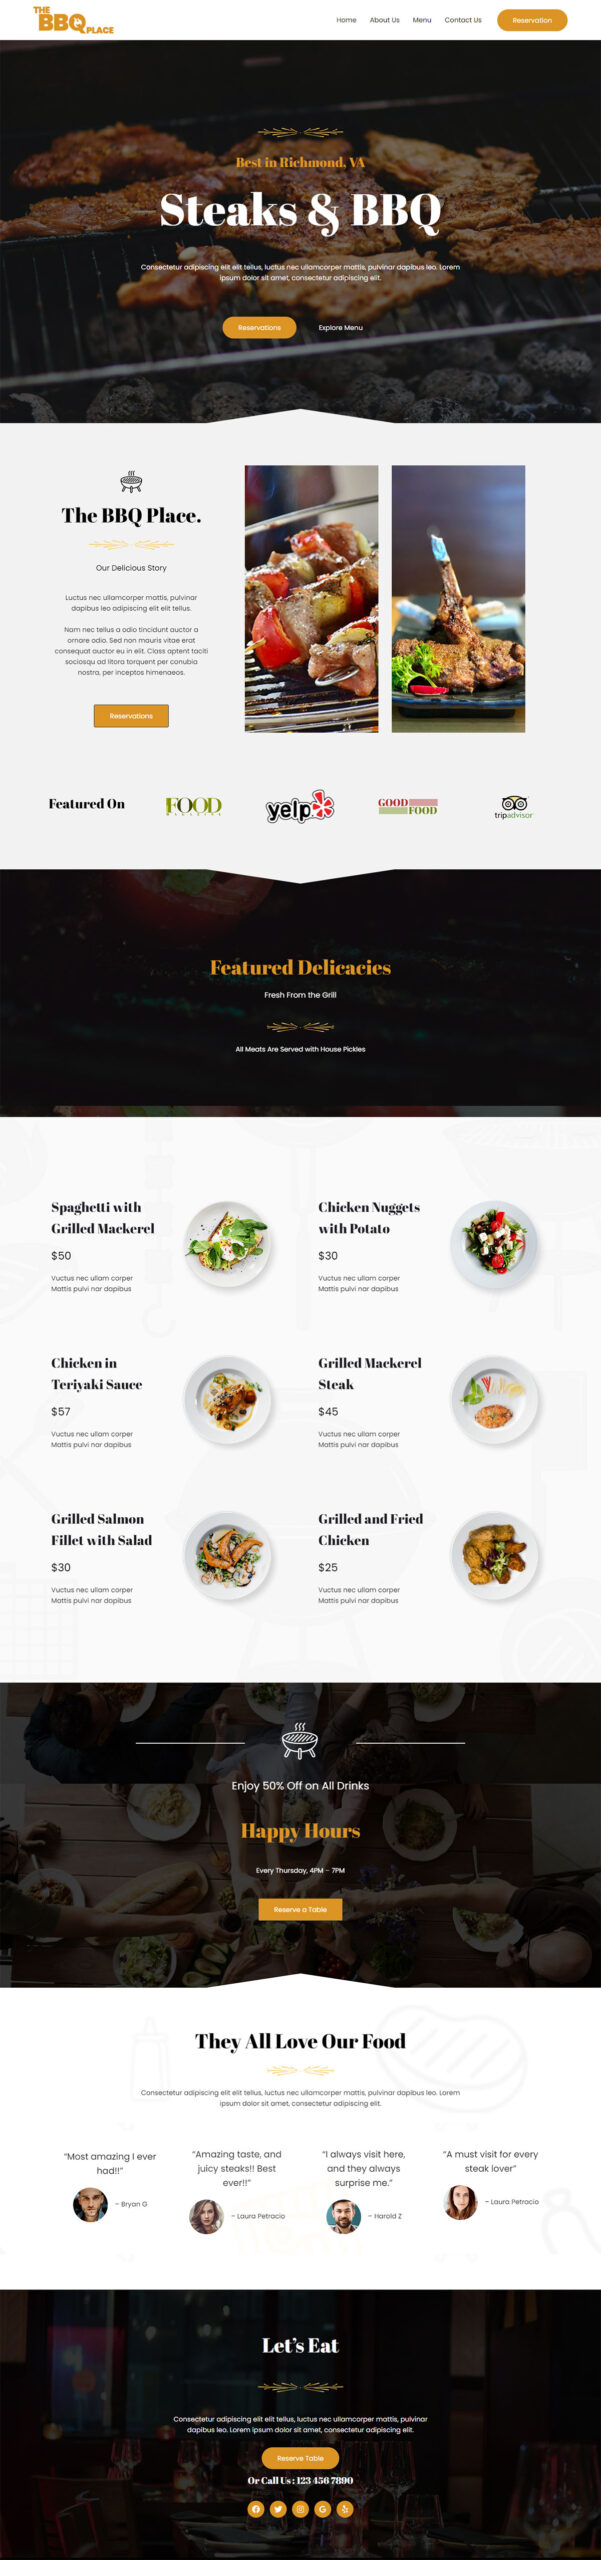 THE
BBQ
PLACE
Home About Us Menu Contact Us Reservation
Best in Richmond, VA
Steaks & BBQ
Consectetur adipiscing elit elit tellus, luctus nec ullamcorper mattis, pulvinar dapibus leo. Lorem
ipsum dolor sit amet, consectetur adipiscing elit.
Reservations Explore Menu
The BBQ Place.
Our Delicious Story
Luctus nec ullamcorper mattis, pulvinar
dapibus leo adipiscing elit elit tellus.
Nam nec tellus a odio tincidunt auctor a
ornare odio. Sed non mauris vitae erat
consequat auctor eu in elit. Class aptent taciti
sociosqu ad litora torquent per conubia
nostra, per inceptos himenaeos.
Reservations
Featured On
FOOD
MAGAZINE
yelp
GOOD
FOOD
tripadvisor
Featured Delicacies
Fresh From the Grill
All Meats Are Served with House Pickles
Spaghetti with
Grilled Mackerel
$50
Vuctus nec ullam corper
Mattis pulvi nar dapibus
Chicken Nuggets
with Potato
$30
Vuctus nec ullam corper
Mattis pulvi nar dapibus
Chicken in
Teriyaki Sauce
$57
Vuctus nec ullam corper
Mattis pulvi nar dapibus
Grilled Mackerel
Steak
$45
Vuctus nec ullam corper
Mattis pulvi nar dapibus
Grilled Salmon
Fillet with Salad
$30
Vuctus nec ullam corper
Mattis pulvi nar dapibus
Grilled and Fried
Chicken
$25
Vuctus nec ullam corper
Mattis pulvi nar dapibus
Enjoy 50% Off on All Drinks
Happy Hours
Every Thursday, 4PM – 7PM
Reserve a Table
They All Love Our Food
Consectetur adipiscing elit elit tellus, luctus nec ullamcorper mattis, pulvinar dapibus leo. Lorem
ipsum dolor sit amet, consectetur adipiscing elit.
“Most amazing I ever
had!!”
– Bryan G
“Amazing taste, and
juicy steaks!! Best
ever!!”
– Laura Petracio
“I always visit here,
and they always
surprise me.”
– Harold Z
“A must visit for every
steak lover”
– Laura Petracio
Let’s Eat
Consectetur adipiscing elit elit tellus, luctus nec ullamcorper mattis, pulvinar
dapibus leo. Lorem ipsum dolor sit amet, consectetur adipiscing elit.
Reserve Table
Or Call Us : 123 456 7890